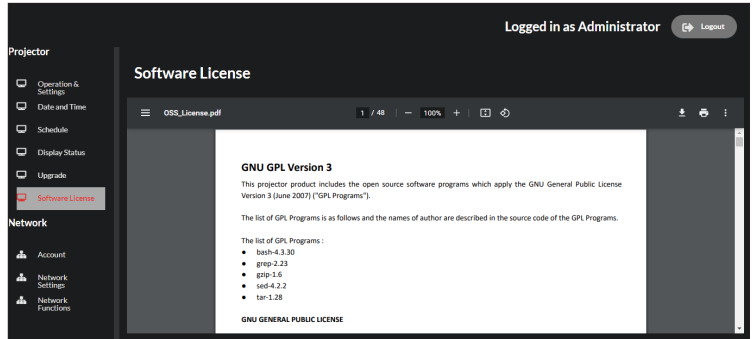 Logged in as Administrator
Logout
Projector
Operation &
Settings
Date and Time
Schedule
Display Status
Upgrade
Software License
Network
Account
Network
Settings
Network
Functions
Software License
OSS_License.pdf
1 / 48
100%
GNU GPL Version 3
This projector product includes the open source software programs which apply the GNU General Public License
Version 3 (June 2007) ("GPL Programs").
The list of GPL Programs is as follows and the names of author are described in the source code of the GPL Programs.
The list of GPL Programs :
● bash-4.3.30
● grep-2.23
● gzip-1.6
● sed-4.2.2
● tar-1.28
GNU GENERAL PUBLIC LICENSE